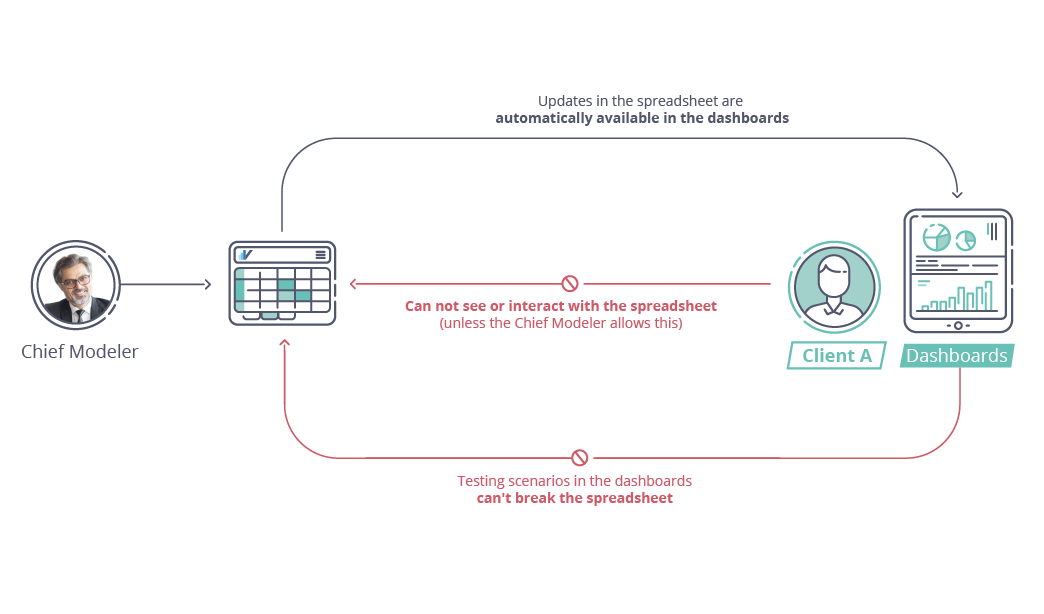 Updates in the spreadsheet are
automatically available in the dashboards
Can not see or interact with the spreadsheet
(unless the Chief Modeler allows this)
Chief Modeler
Client A
Dashboards
Testing scenarios in the dashboards
can't break the spreadsheet